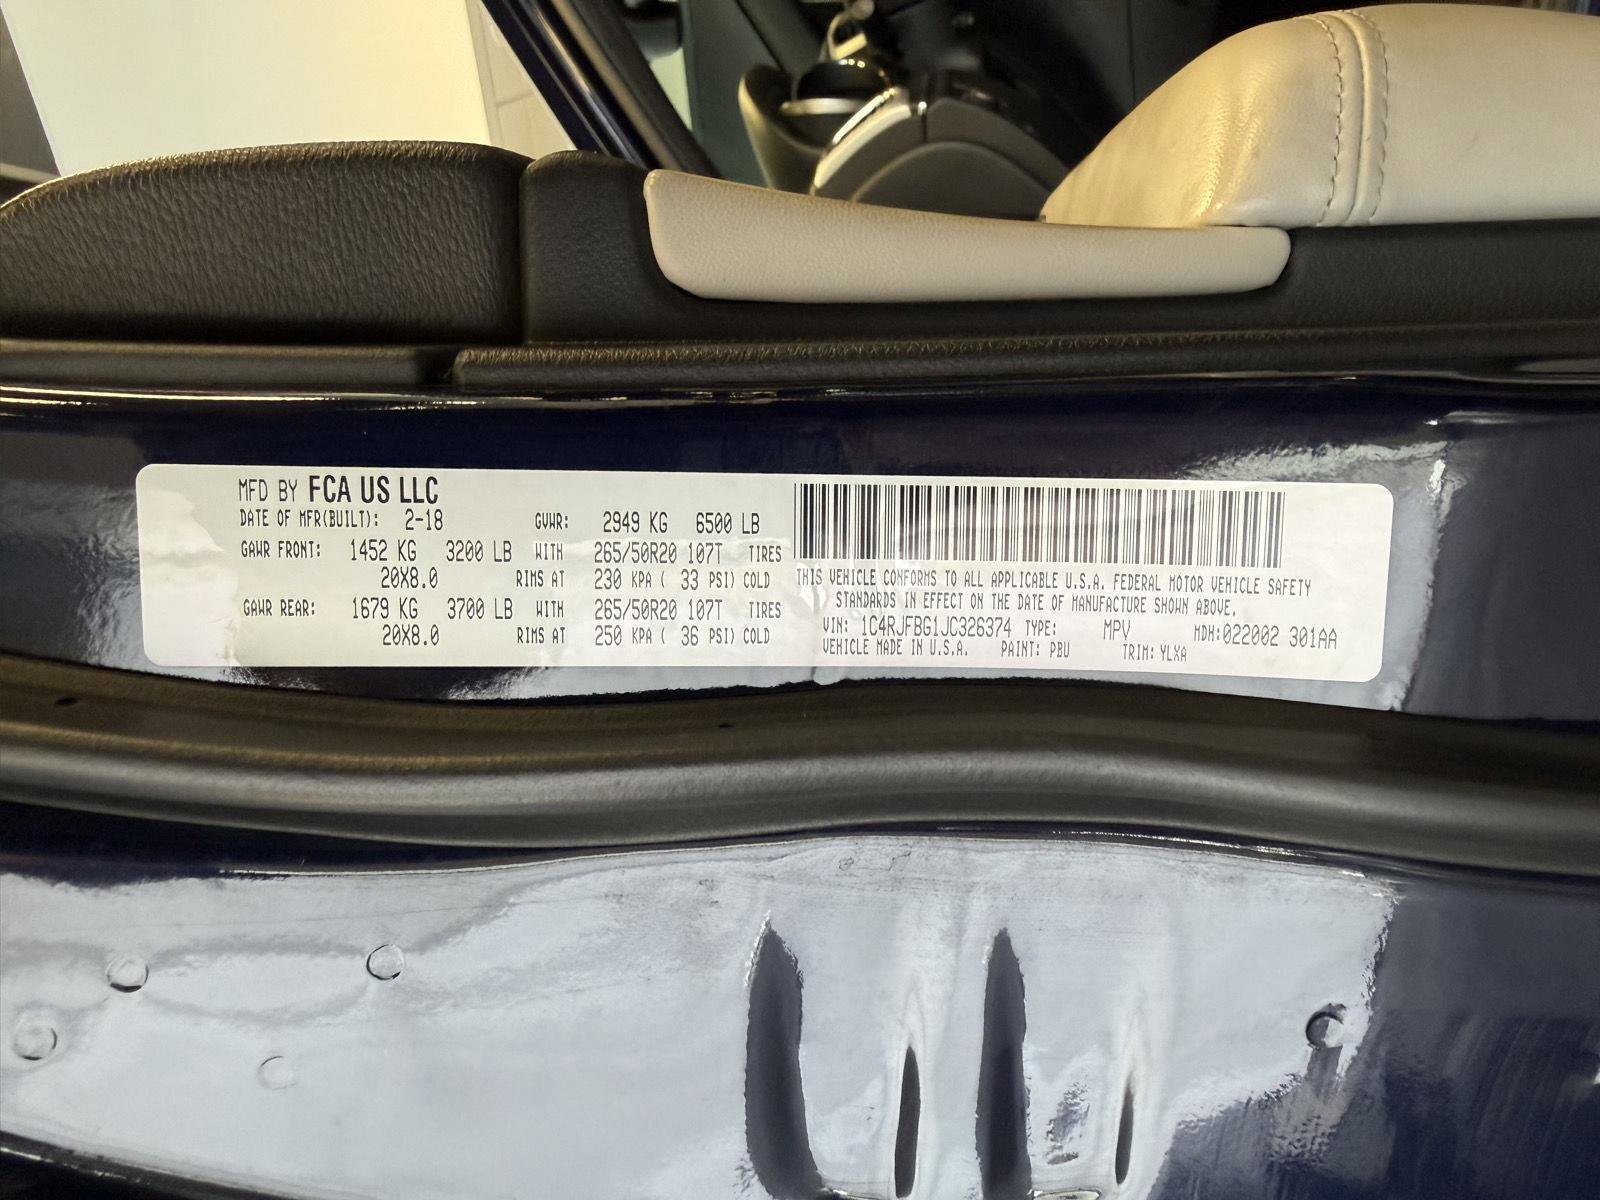 MFD BY FCA US LLC
DATE OF MFR(BUILT): 2-18 GVWR: 2949 KG 6500 LB
GAWR FRONT: 1452 KG 3200 LB WITH 265/50R20 107T TIRES
20X8.0 RIMS AT 230 KPA ( 33 PSI) COLD
GAWR REAR: 1679 KG 3700 LB WITH 265/50R20 107T TIRES
20X8.0 RIMS AT 250 KPA ( 36 PSI) COLD
THIS VEHICLE CONFORMS TO ALL APPLICABLE U.S.A. FEDERAL MOTOR VEHICLE SAFETY
STANDARDS IN EFFECT ON THE DATE OF MANUFACTURE SHOWN ABOVE.
VIN: 1C4RJFBG1JC326374 TYPE: MPV MDH:022002 301AA
VEHICLE MADE IN U.S.A. PAINT: PBU TRIM: YLXA